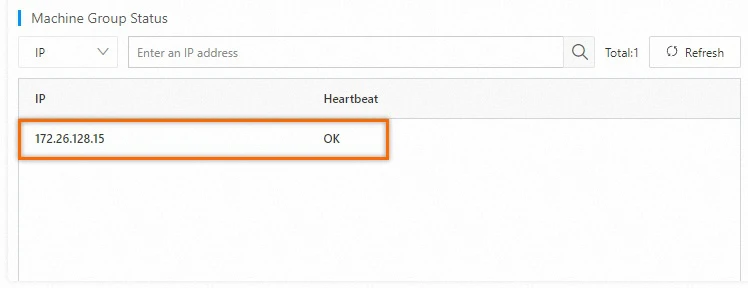 Machine Group Status
IP Enter an IP address Total:1 Refresh
IP Heartbeat
172.26.128.15 OK